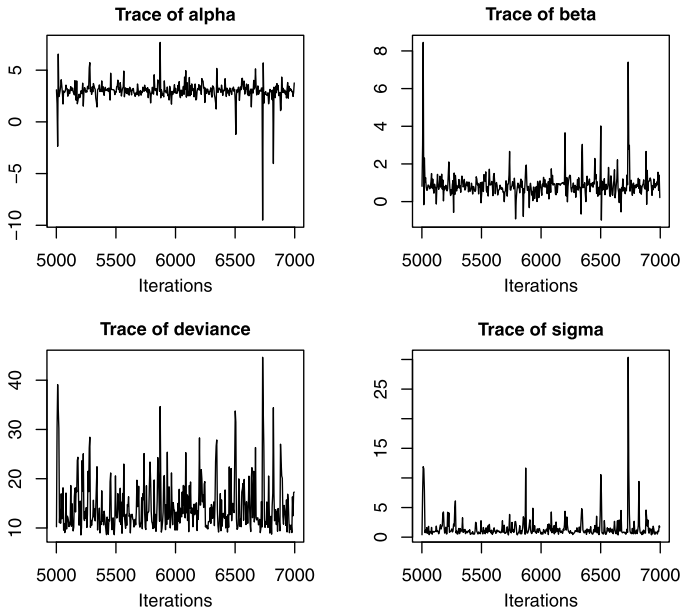 Trace of alpha
5
0
−5
−10
5000 5500 6000 6500 7000
Iterations
Trace of beta
8
6
4
2
0
5000 5500 6000 6500 7000
Iterations
Trace of deviance
40
30
20
10
5000 5500 6000 6500 7000
Iterations
Trace of sigma
25
15
5
0
5000 5500 6000 6500 7000
Iterations